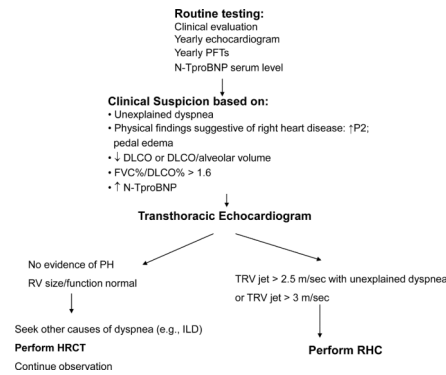 Routine testing:
Clinical evaluation
Yearly echocardiogram
Yearly PFTs
N-TproBNP serum level
Clinical Suspicion based on:
• Unexplained dyspnea
• Physical findings suggestive of right heart disease: ↑P2;
pedal edema
• ↓ DLCO or DLCO/alveolar volume
• FVC%/DLCO% > 1.6
• ↑ N-TproBNP
Transthoracic Echocardiogram
No evidence of PH
RV size/function normal
TRV jet > 2.5 m/sec with unexplained dyspnea
or TRV jet > 3 m/sec
Seek other causes of dyspnea (e.g., ILD)
Perform HRCT
Continue observation
Perform RHC